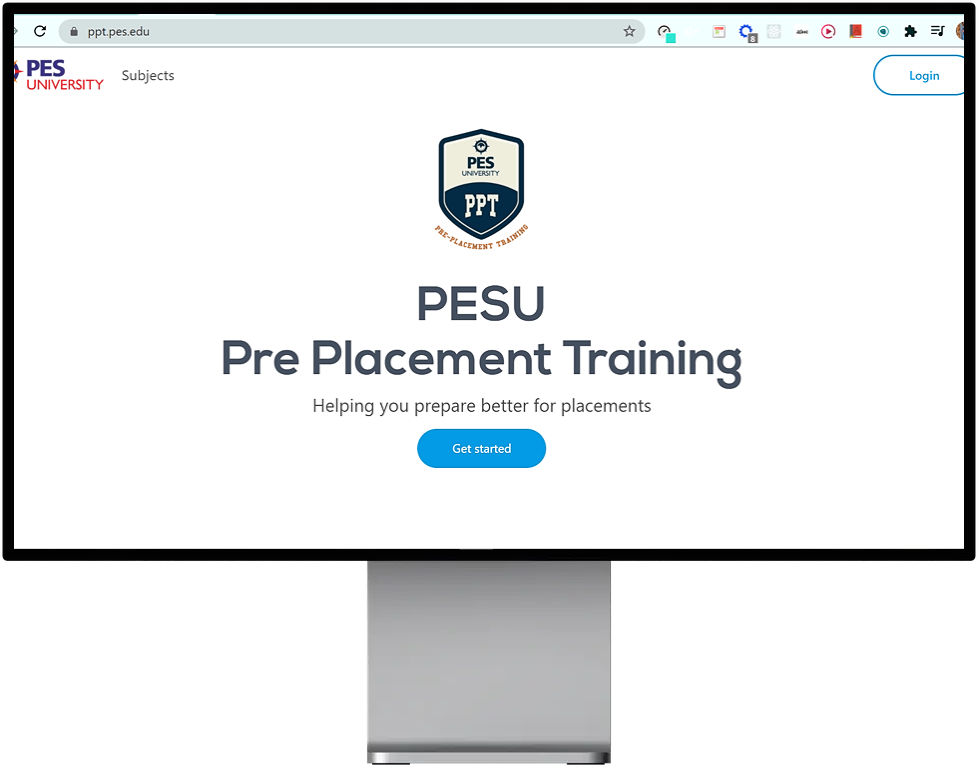 ppt.pes.edu
8
PES
UNIVERSITY
Subjects
Login
PES
UNIVERSITY
PPT
PRE-PLACEMENT TRAINING
PESU
Pre Placement Training
Helping you prepare better for placements
Get started